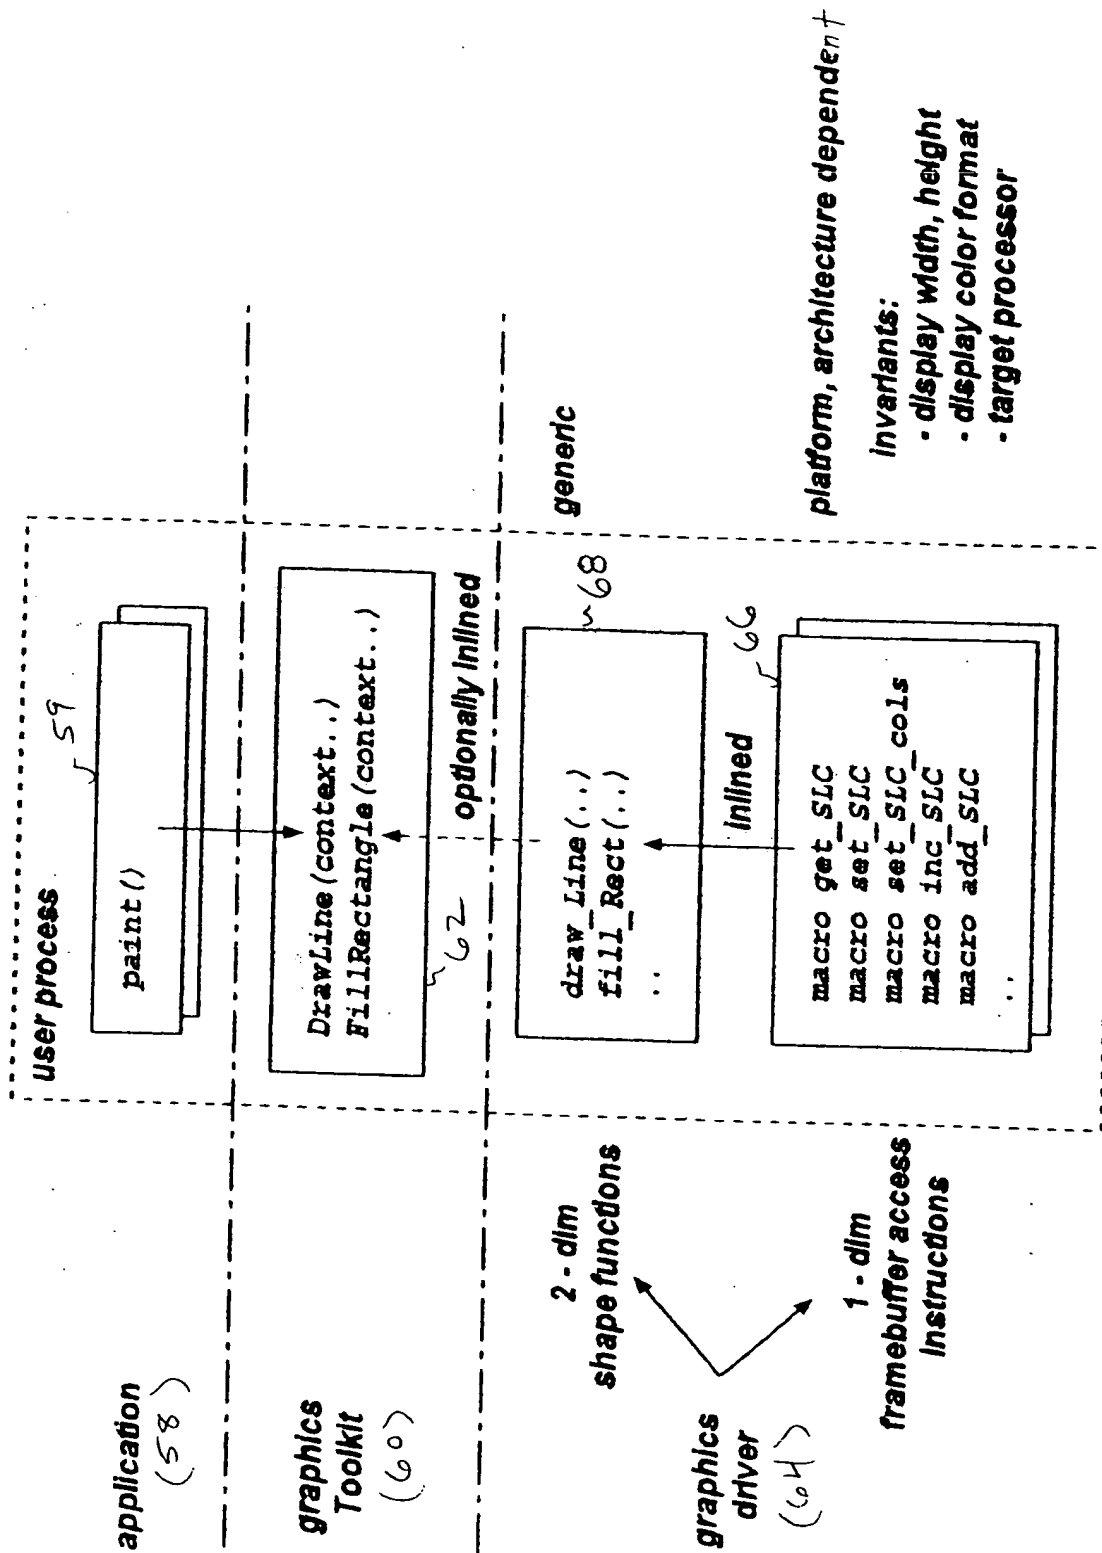 application
(58)
graphics
Toolkit
(60)
graphics
driver
(64)
2 - dim
shape functions
1 - dim
framebuffer access
Instructions
user process
59
paint()
DrawLine(context..)
FillRectangle(context..)
62
optionally inlined
draw_Line(..)
fill_Rect(..)
..
68
inlined
66
macro get_SLC
macro set_SLC
macro set_SLC_cols
macro inc_SLC
macro add_SLC
..
generic
platform, architecture dependent
invariants:
- display width, height
- display color format
- target processor